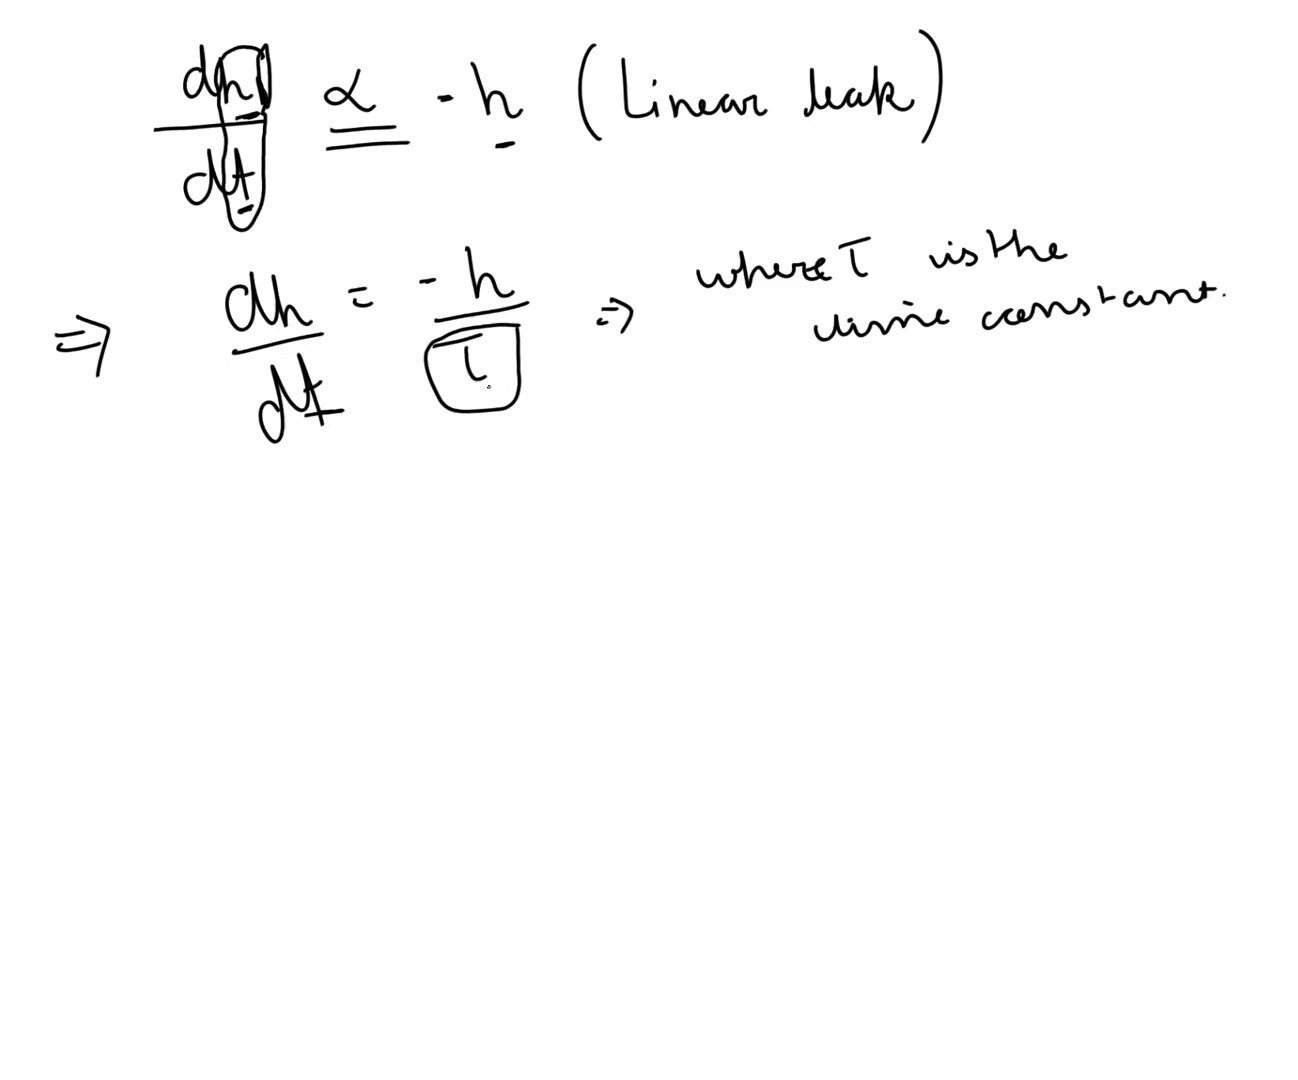 dh/dt α -h (Linear leak)
⇒ dh/dt = -h/τ ⇒ where τ is the
time constant.